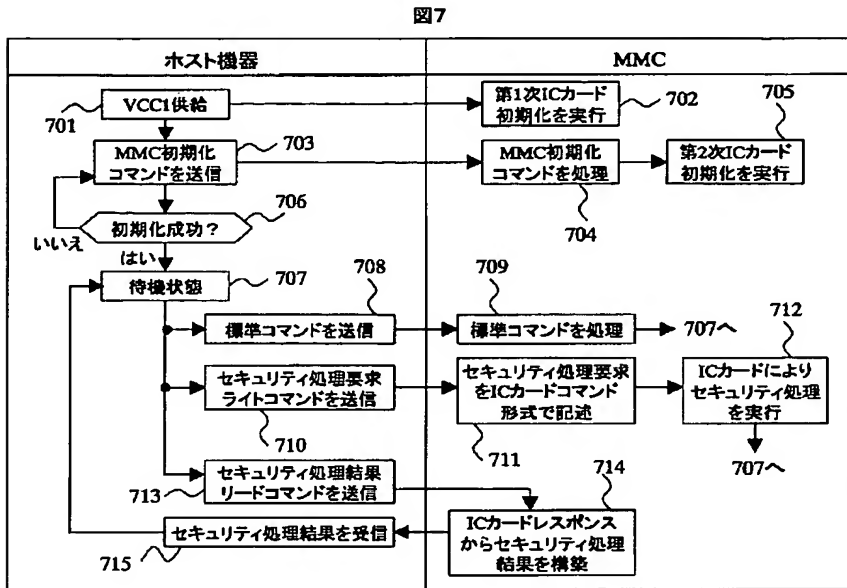 図7
ホスト機器
MMC
VCC1供給
701
第1次ICカード
初期化を実行
702
705
MMC初期化
コマンドを送信
703
MMC初期化
コマンドを処理
704
第2次ICカード
初期化を実行
初期化成功?
706
いいえ
はい
待機状態
707
708
標準コマンドを送信
709
標準コマンドを処理
707へ
712
セキュリティ処理要求
ライトコマンドを送信
710
セキュリティ処理要求
をICカードコマンド
形式で記述
711
ICカードにより
セキュリティ処理
を実行
707へ
713
セキュリティ処理結果
リードコマンドを送信
714
ICカードレスポンス
からセキュリティ処理
結果を構築
セキュリティ処理結果を受信
715